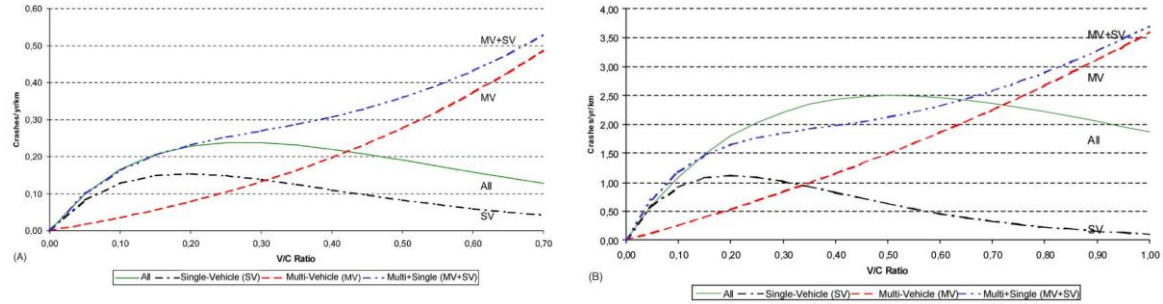 0,60
0,50
0,40
0,30
0,20
0,10
0,00
Crashes/yr/km
MV+SV
MV
All
SV
0,00 0,10 0,20 0,30 0,40 0,50 0,60 0,70
(A)
V/C Ratio
All Single-Vehicle (SV) Multi-Vehicle (MV) Multi+Single (MV+SV)
4,00
3,50
3,00
2,50
2,00
1,50
1,00
0,50
0,00
Crashes/yr/km
MV+SV
MV
All
SV
0,00 0,10 0,20 0,30 0,40 0,50 0,60 0,70 0,80 0,90 1,00
(B)
V/C Ratio
All Single-Vehicle (SV) Multi-Vehicle (MV) Multi+Single (MV+SV)